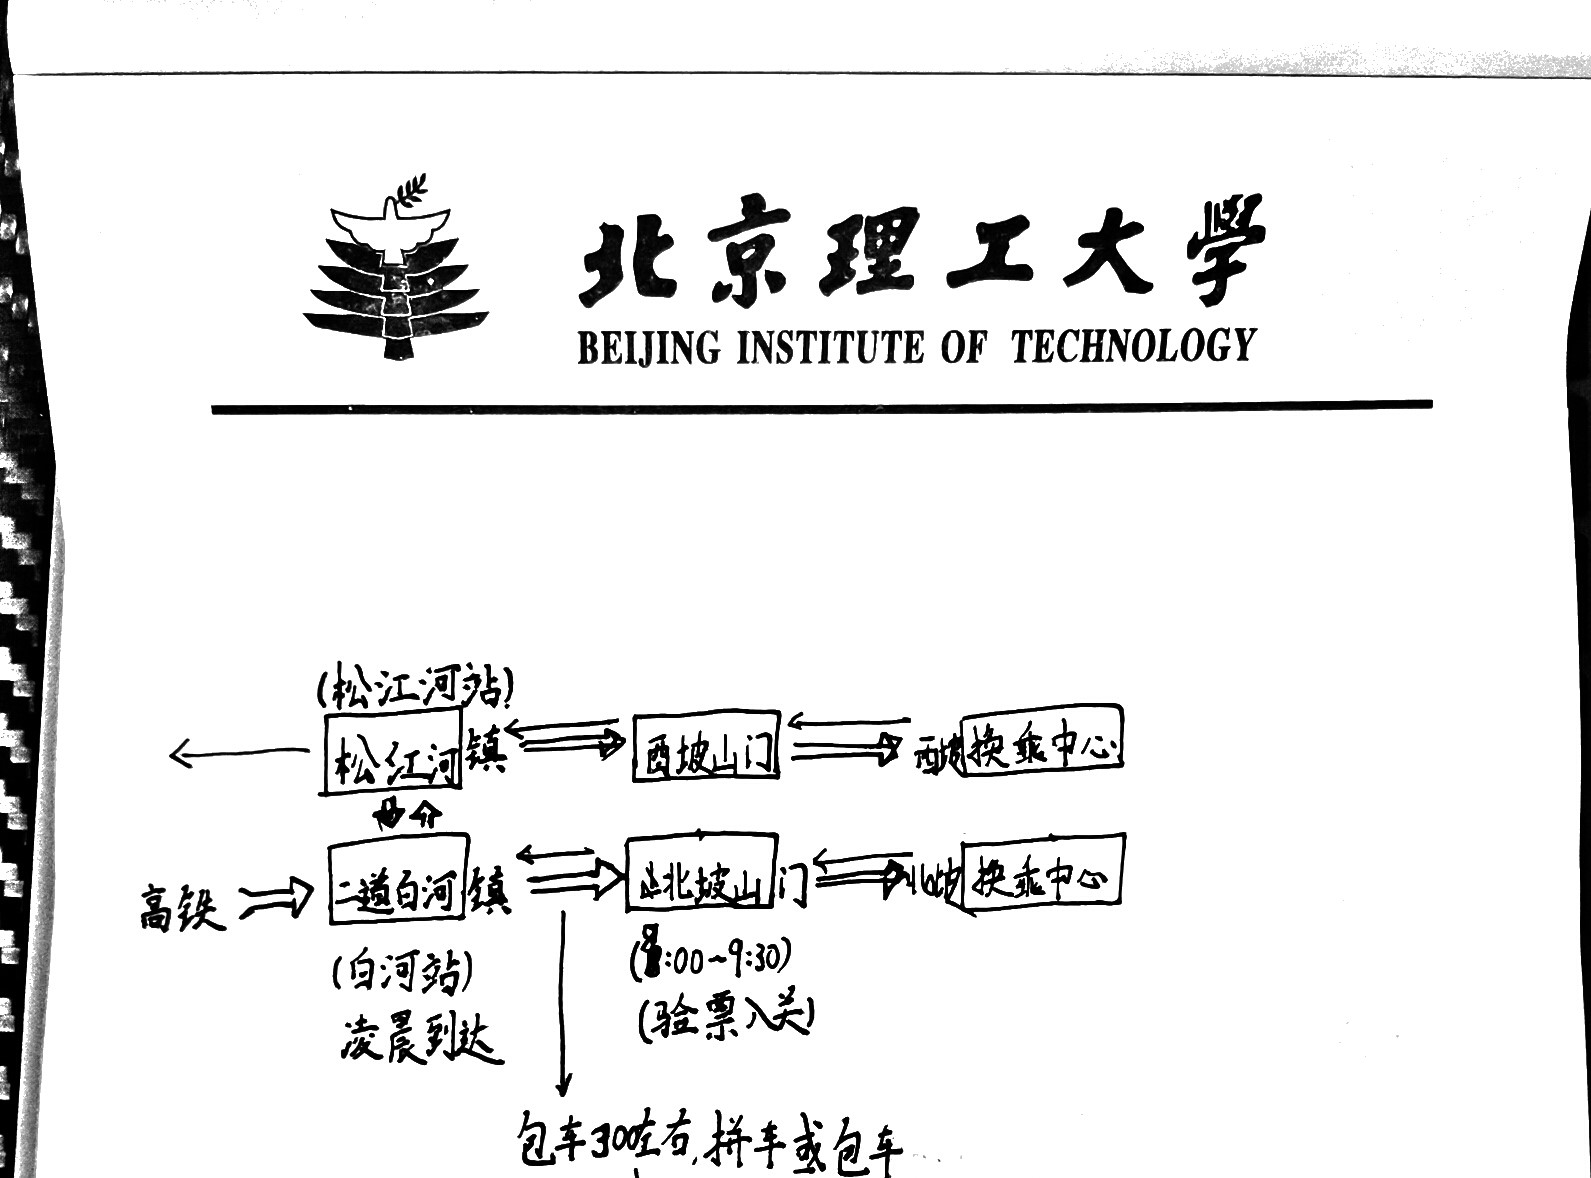 北京理工大学
BEIJING INSTITUTE OF TECHNOLOGY
(松江河站)
松江河镇 西坡山门 西坡换乘中心
高铁 二道白河镇 北坡山门 北坡换乘中心
(白河站) (8:00~9:30)
凌晨到达 (验票入关)
包车300左右,拼车或包车